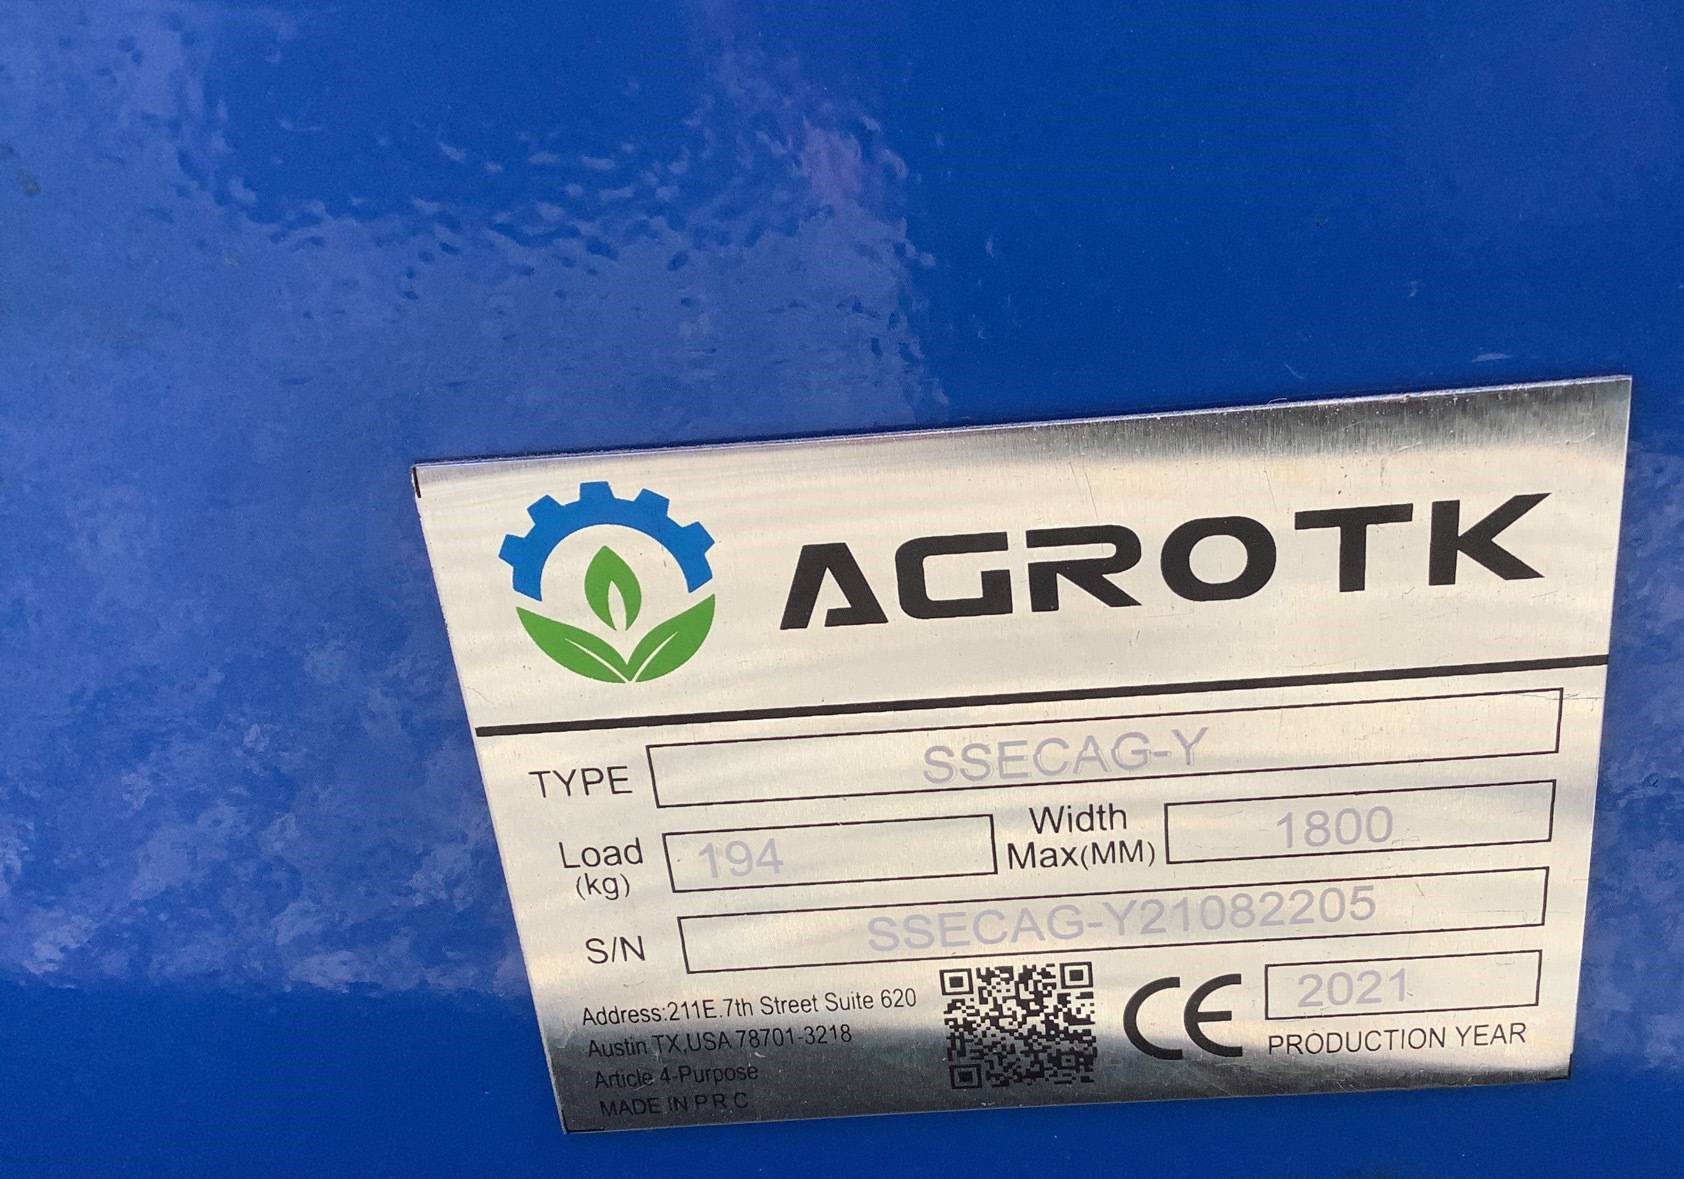 AGROTK
TYPE SSECAG-Y
Load (kg) 194 Width Max(MM) 1800
S/N SSECAG-Y21082205
Address:211E.7th Street Suite 620
Austin TX,USA 78701-3218
Article 4-Purpose
MADE IN P R C
CE
2021
PRODUCTION YEAR